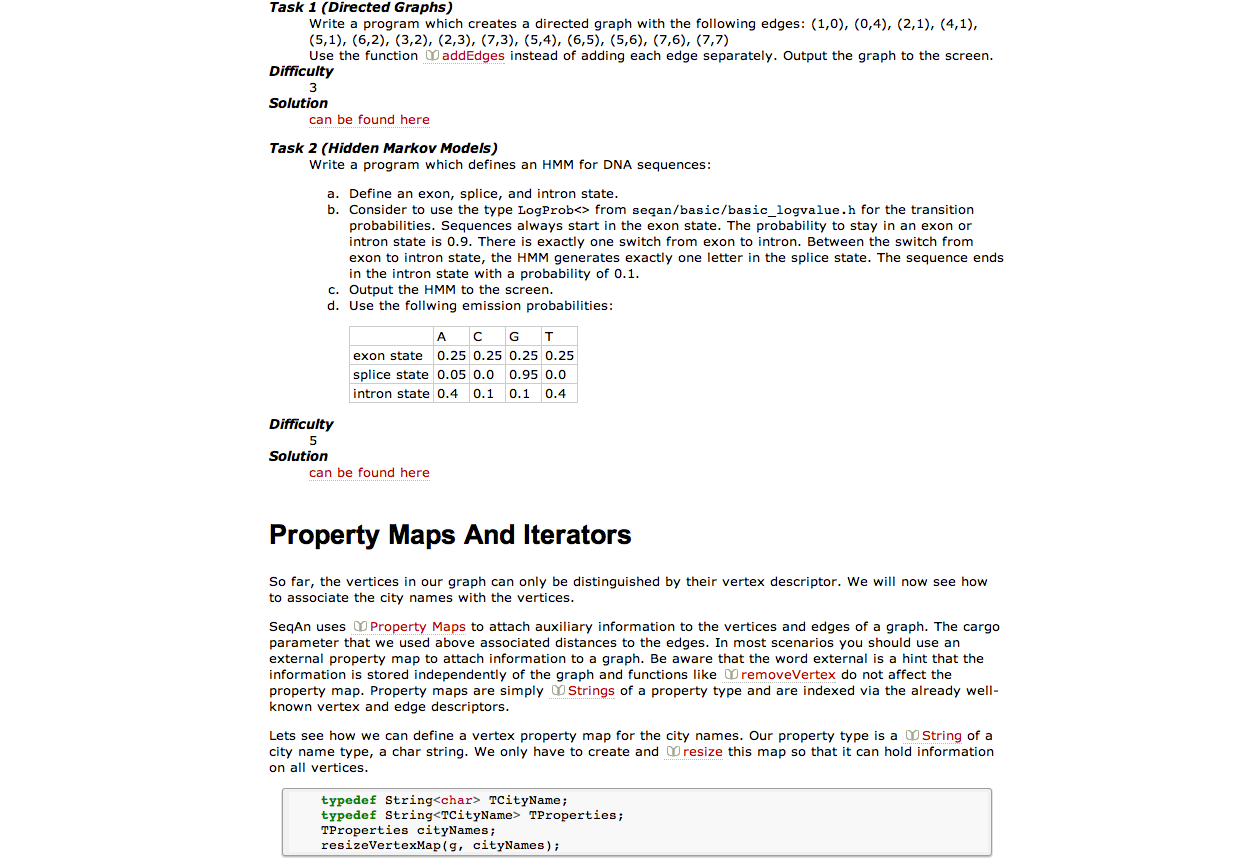 Task 1 (Directed Graphs)
Write a program which creates a directed graph with the following edges: (1,0), (0,4), (2,1), (4,1),
(5,1), (6,2), (3,2), (2,3), (7,3), (5,4), (6,5), (5,6), (7,6), (7,7)
Use the function addEdges instead of adding each edge separately. Output the graph to the screen.
Difficulty
3
Solution
can be found here
Task 2 (Hidden Markov Models)
Write a program which defines an HMM for DNA sequences:
a. Define an exon, splice, and intron state.
b. Consider to use the type LogProb<> from seqan/basic/basic_logvalue.h for the transition
probabilities. Sequences always start in the exon state. The probability to stay in an exon or
intron state is 0.9. There is exactly one switch from exon to intron. Between the switch from
exon to intron state, the HMM generates exactly one letter in the splice state. The sequence ends
in the intron state with a probability of 0.1.
c. Output the HMM to the screen.
d. Use the follwing emission probabilities:
A C G T
exon state 0.25 0.25 0.25 0.25
splice state 0.05 0.0 0.95 0.0
intron state 0.4 0.1 0.1 0.4
Difficulty
5
Solution
can be found here
Property Maps And Iterators
So far, the vertices in our graph can only be distinguished by their vertex descriptor. We will now see how
to associate the city names with the vertices.
SeqAn uses Property Maps to attach auxiliary information to the vertices and edges of a graph. The cargo
parameter that we used above associated distances to the edges. In most scenarios you should use an
external property map to attach information to a graph. Be aware that the word external is a hint that the
information is stored independently of the graph and functions like removeVertex do not affect the
property map. Property maps are simply Strings of a property type and are indexed via the already well-
known vertex and edge descriptors.
Lets see how we can define a vertex property map for the city names. Our property type is a String of a
city name type, a char string. We only have to create and resize this map so that it can hold information
on all vertices.
typedef String<char> TCityName;
typedef String<TCityName> TProperties;
TProperties cityNames;
resizeVertexMap(g, cityNames);